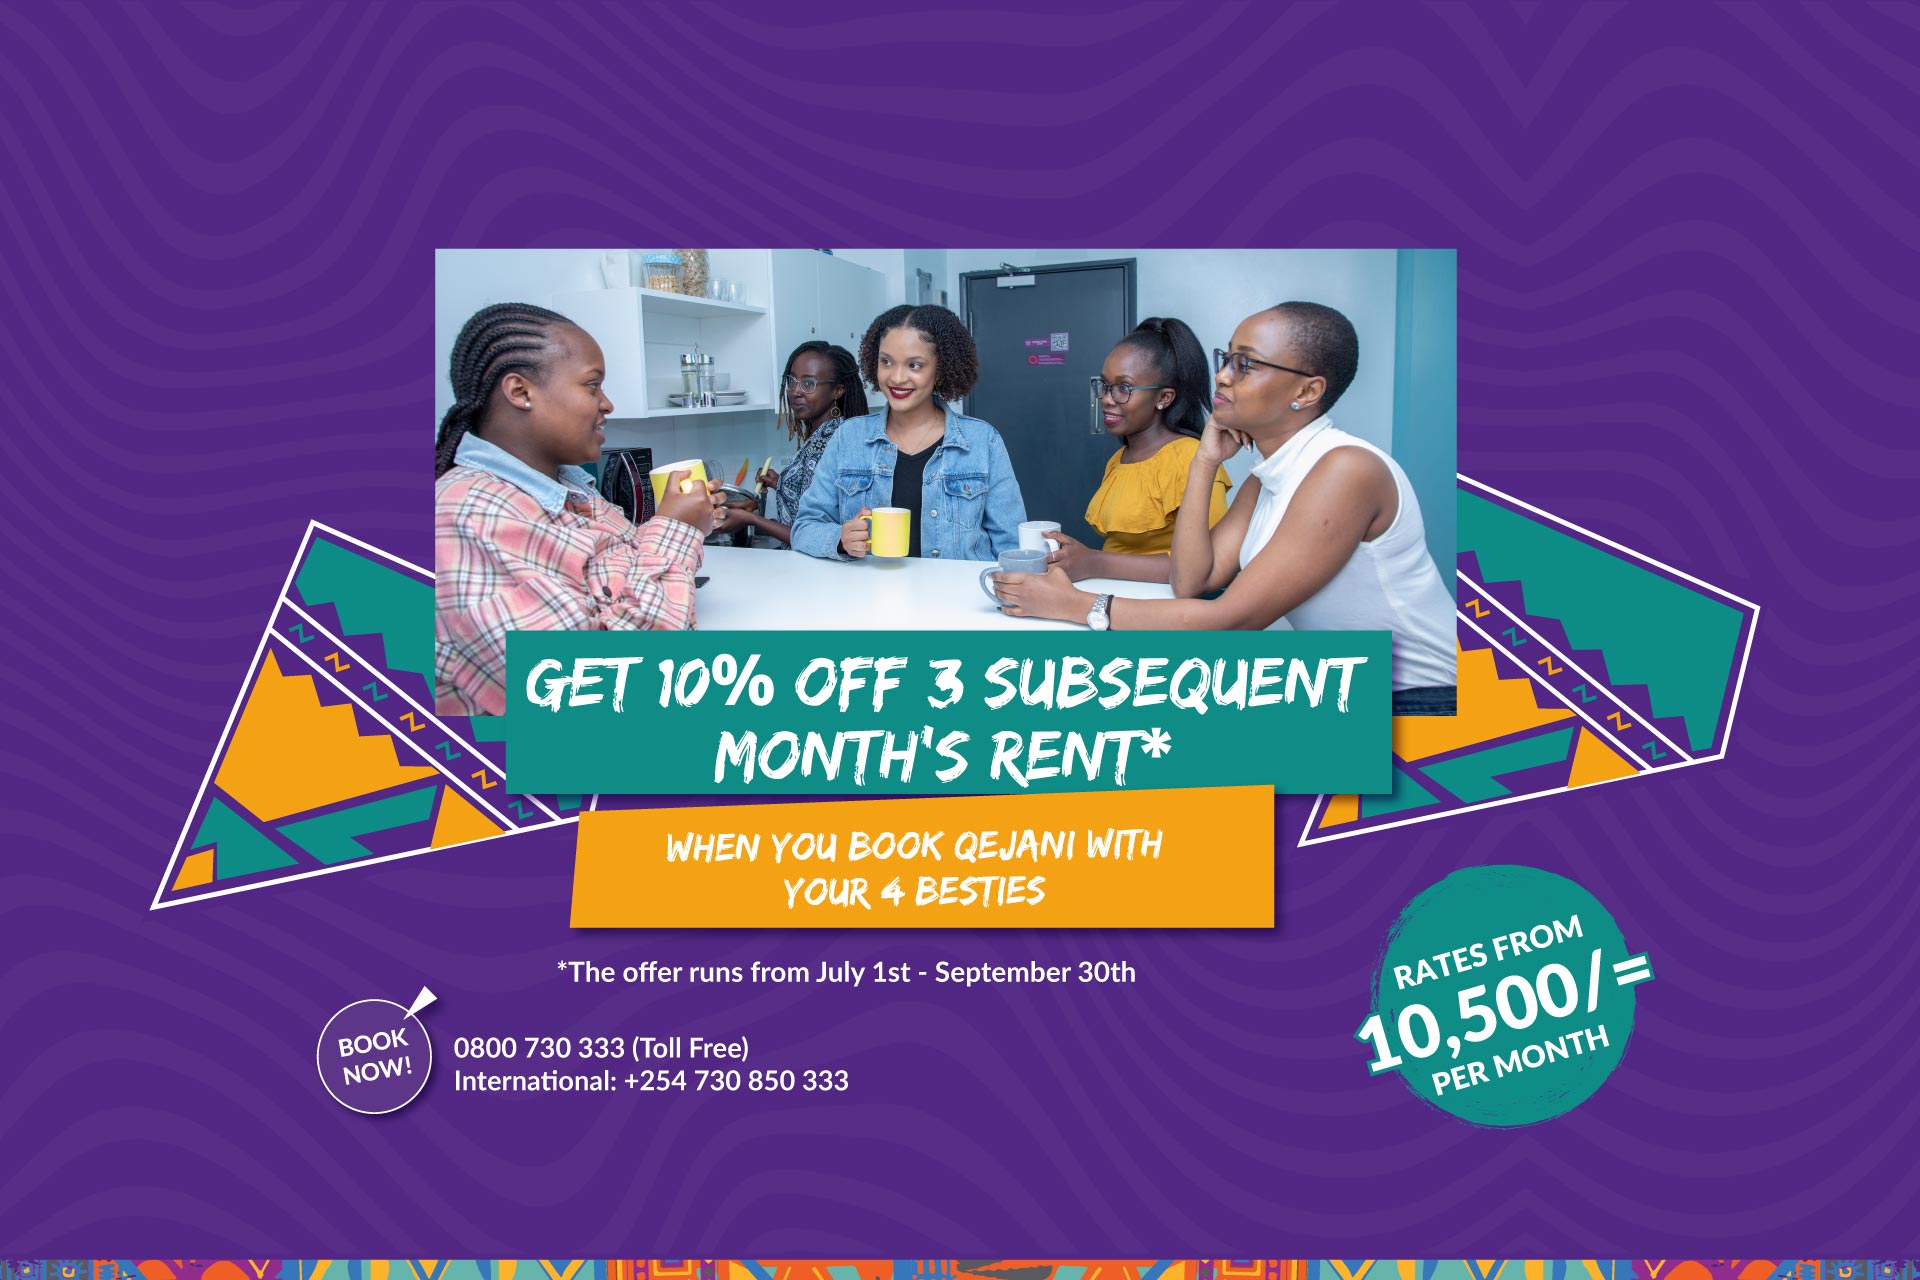 GET 10% OFF 3 SUBSEQUENT
MONTH'S RENT*
WHEN YOU BOOK QEJANI WITH
YOUR 4 BESTIES
*The offer runs from July 1st - September 30th
BOOK
NOW!
0800 730 333 (Toll Free)
International: +254 730 850 333
RATES FROM
10,500/=
PER MONTH